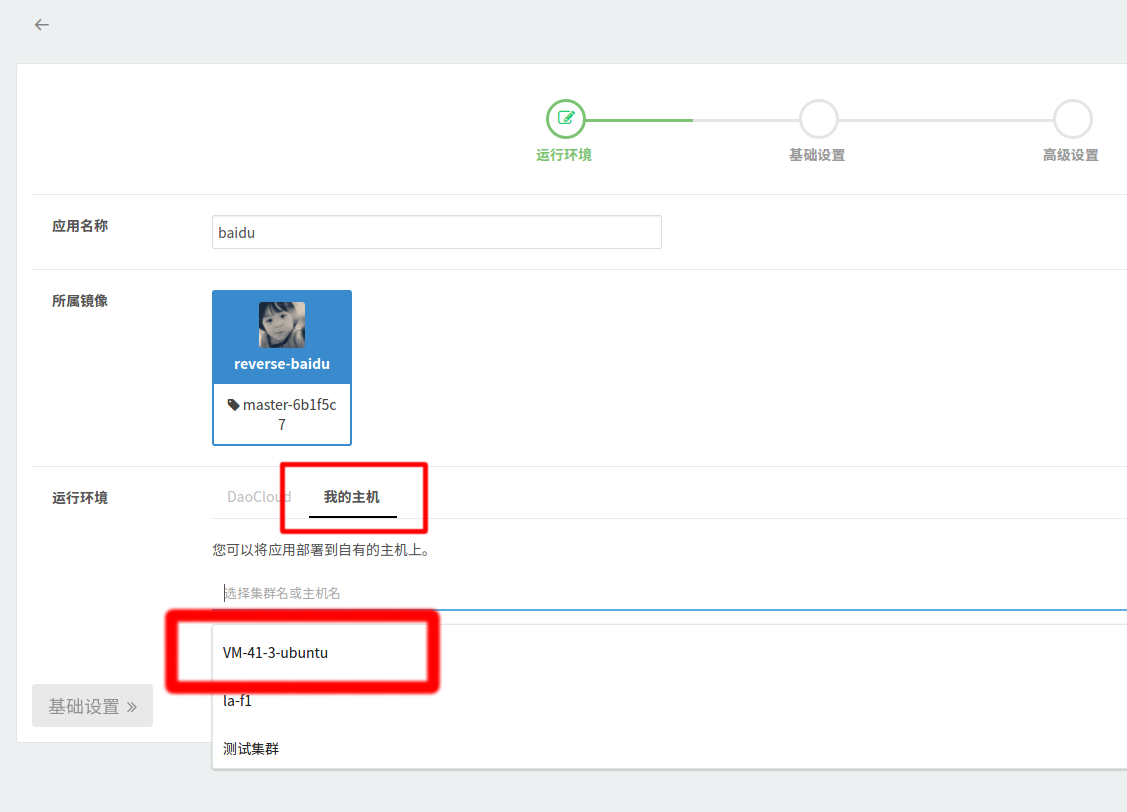 运行环境
基础设置
高级设置
应用名称
baidu
所属镜像
reverse-baidu
master-6b1f5c
7
运行环境
DaoCloud
我的主机
您可以将应用部署到自有的主机上。
选择集群名或主机名
VM-41-3-ubuntu
la-f1
测试集群
基础设置 »